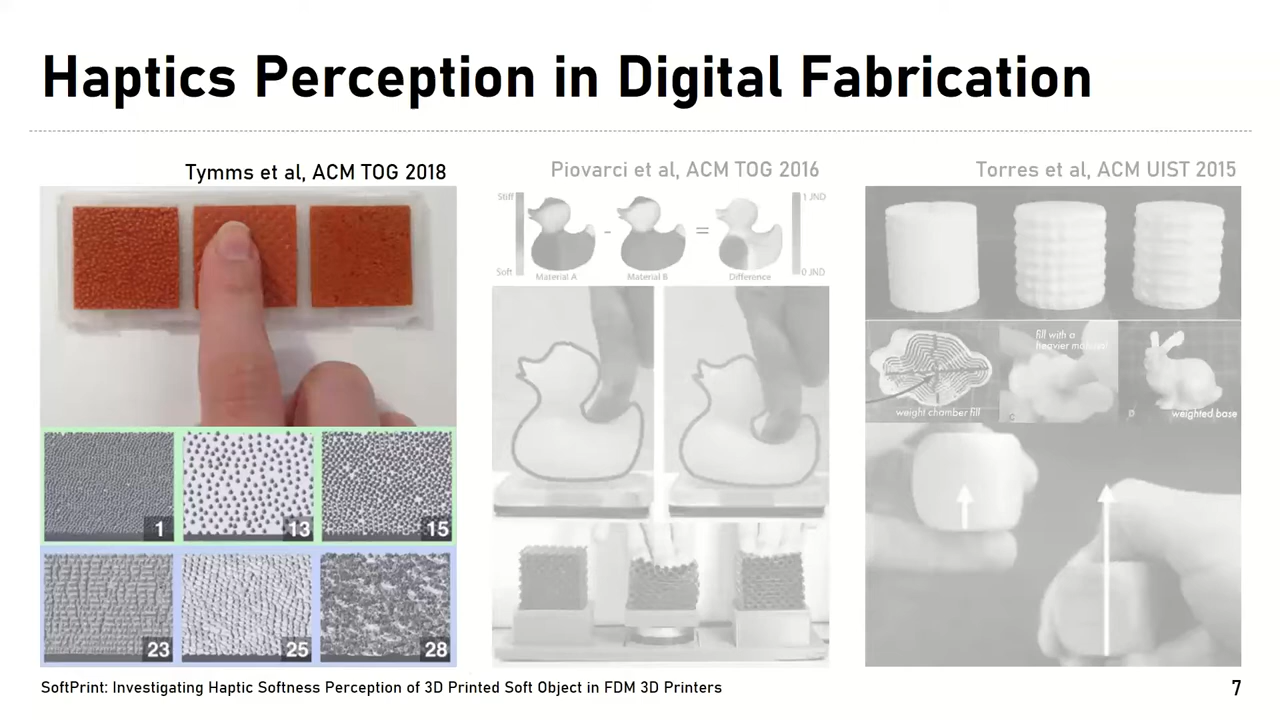 Haptics Perception in Digital Fabrication
Tymms et al, ACM TOG 2018
1
13
15
23
25
28
Piovarci et al, ACM TOG 2016
Stiff
Soft
Material A
-
Material B
=
Difference
1 JND
0 JND
Torres et al, ACM UIST 2015
weight chamber fill
fill with a
heavier material
C
D
weighted base
SoftPrint: Investigating Haptic Softness Perception of 3D Printed Soft Object in FDM 3D Printers
7